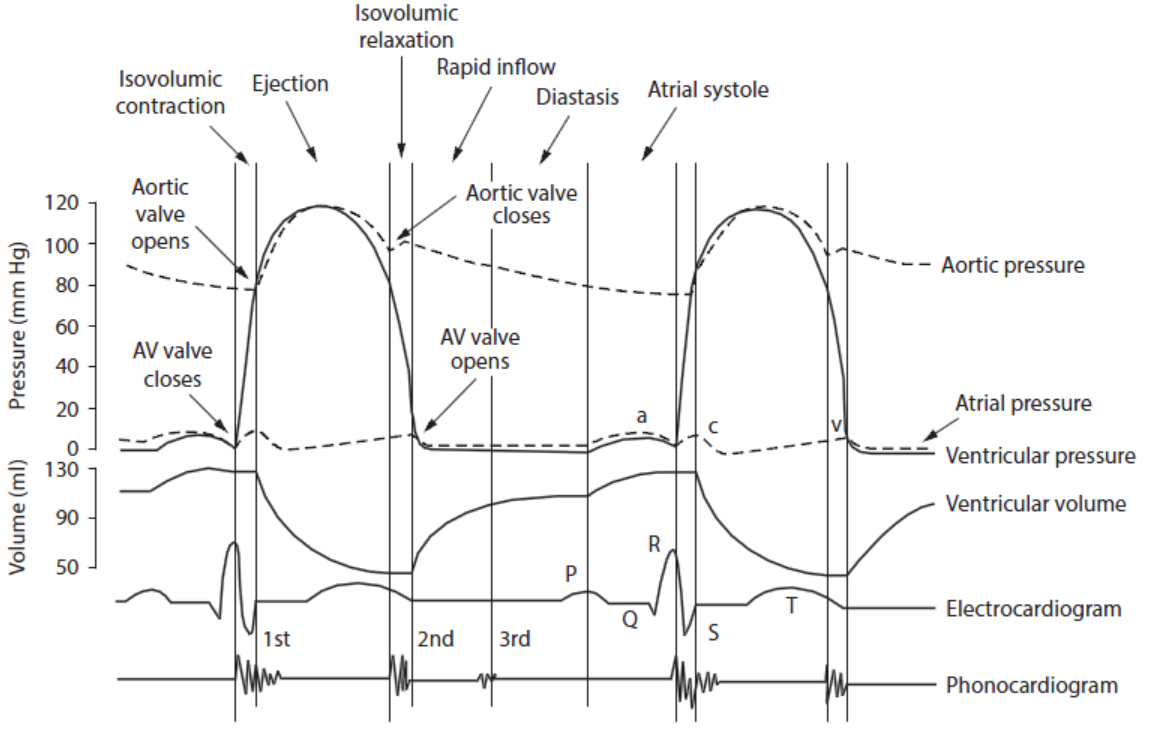 Isovolumic
relaxation
Isovolumic
contraction
Ejection
Rapid inflow
Diastasis
Atrial systole
Aortic
valve
opens
Aortic valve
closes
AV valve
closes
AV valve
opens
Pressure (mm Hg)
120
100
80
60
40
20
0
Aortic pressure
a
c
v
Atrial pressure
Ventricular pressure
Volume (ml)
130
90
50
Ventricular volume
P
Q
R
S
T
Electrocardiogram
1st
2nd
3rd
Phonocardiogram